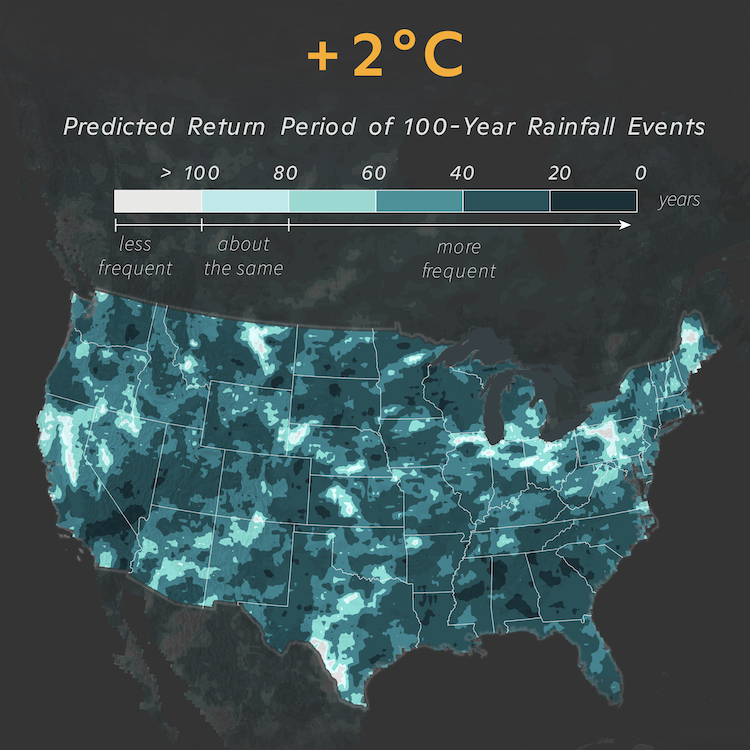 +2°C
Predicted Return Period of 100-Year Rainfall Events
> 100 80 60 40 20 0
years
less
frequent
about
the same
more
frequent